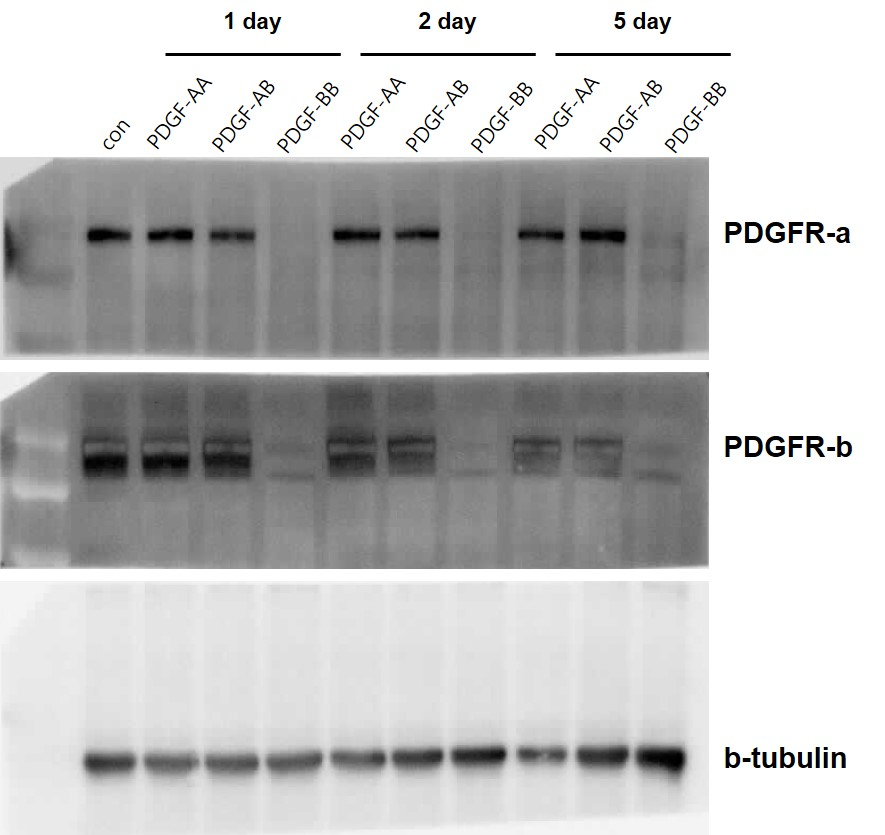 1 day 2 day 5 day
con PDGF-AA PDGF-AB PDGF-BB PDGF-AA PDGF-AB PDGF-BB PDGF-AA PDGF-AB PDGF-BB
PDGFR-a
PDGFR-b
b-tubulin